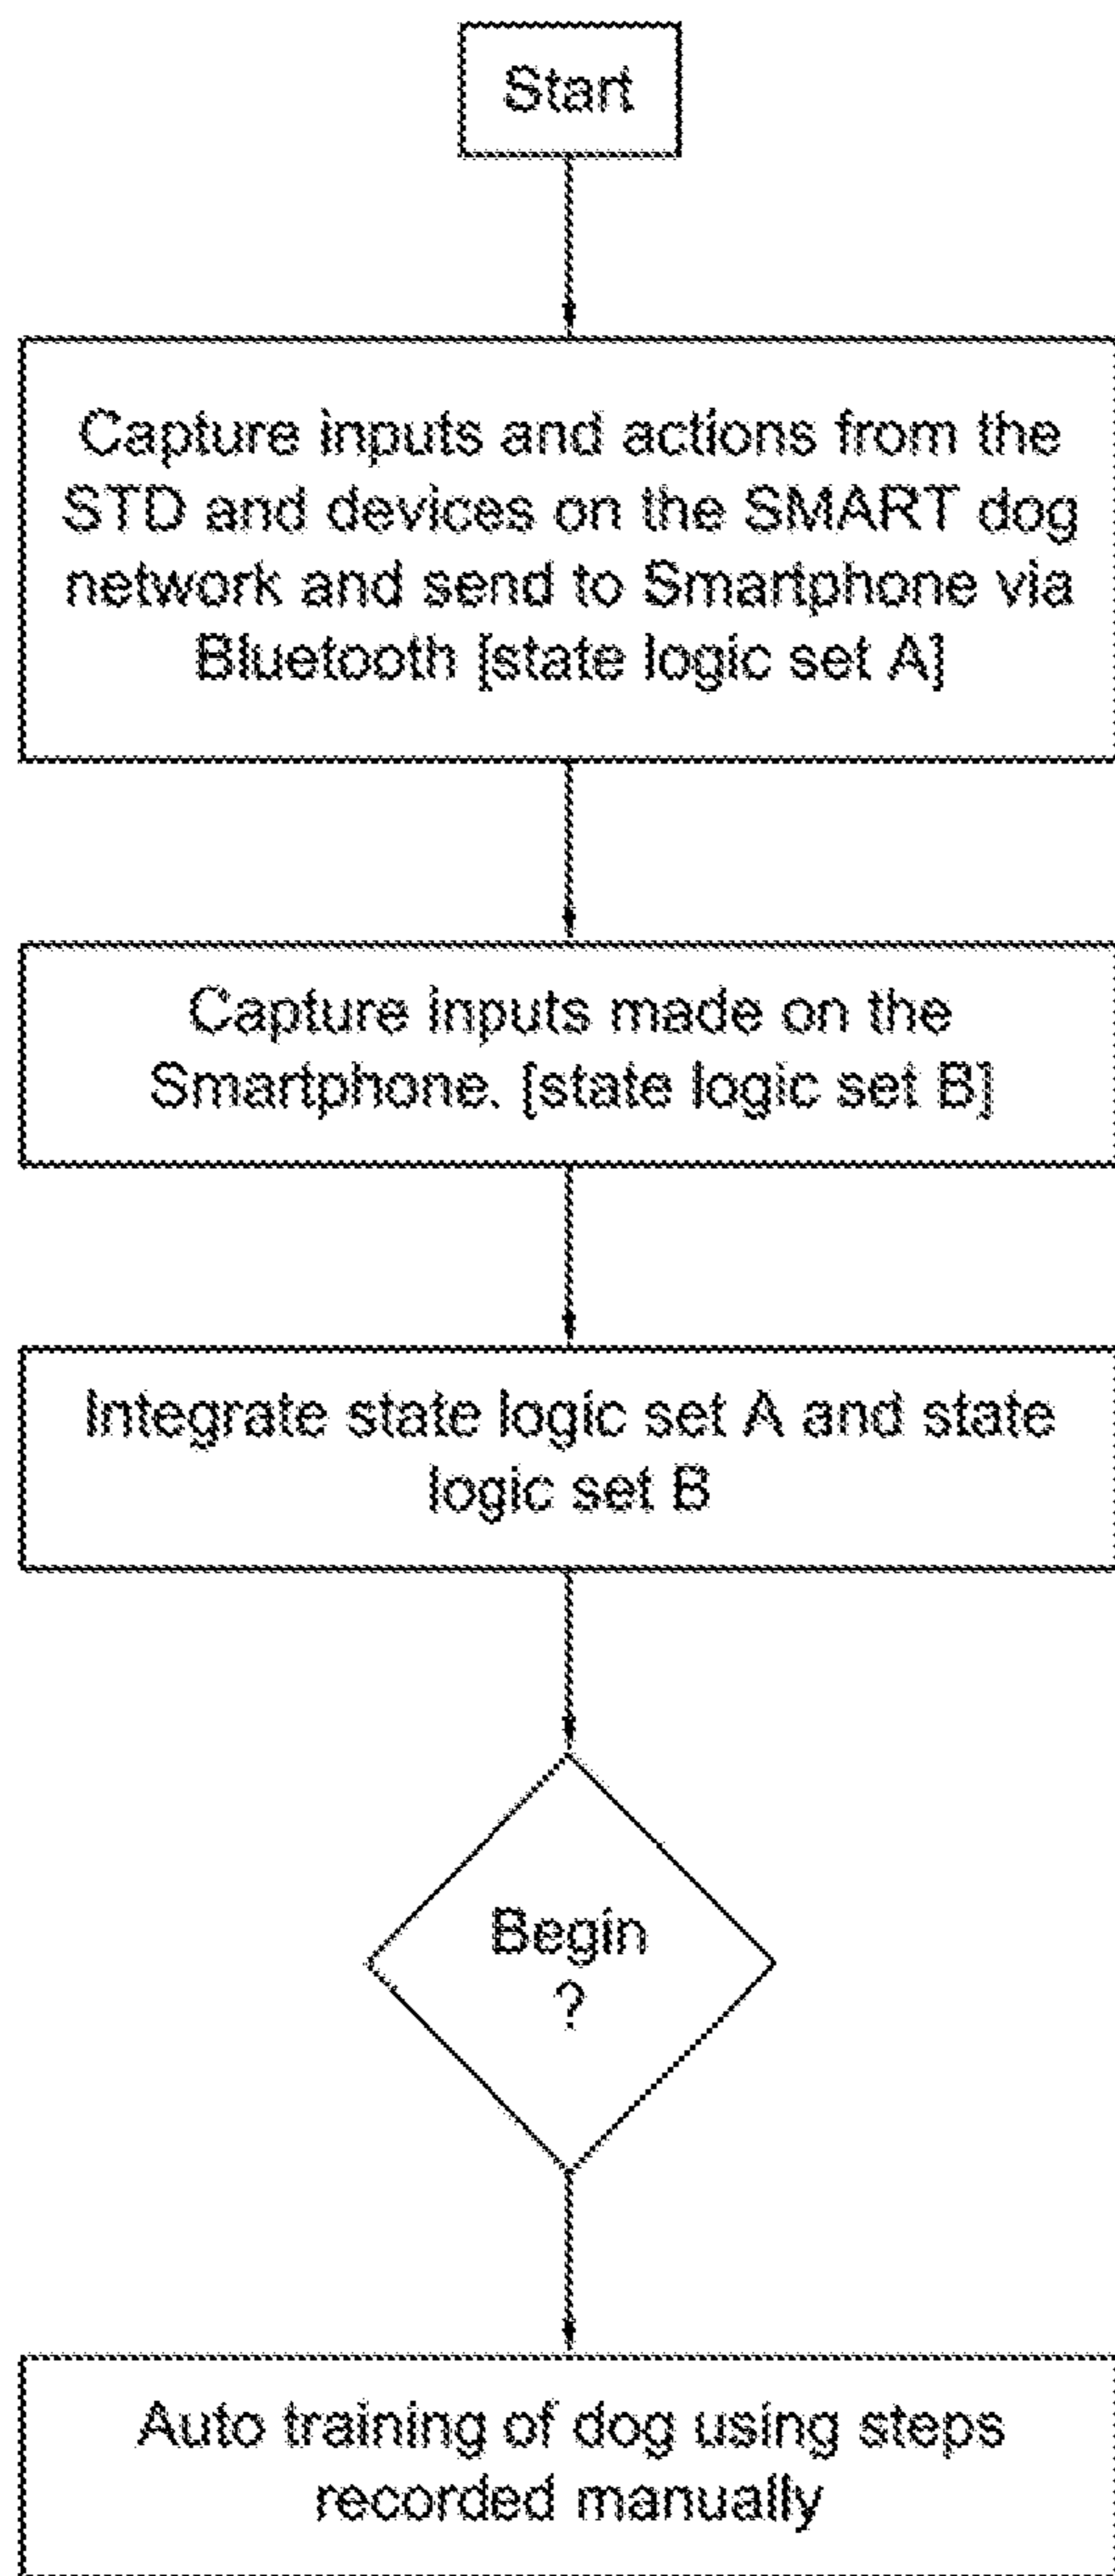 Start
Capture inputs and actions from the
STD and devices on the SMART dog
network and send to Smartphone via
Bluetooth [state logic set A]
Capture inputs made on the
Smartphone. [state logic set B]
Integrate state logic set A and state
logic set B
Begin
?
Auto training of dog using steps
recorded manually